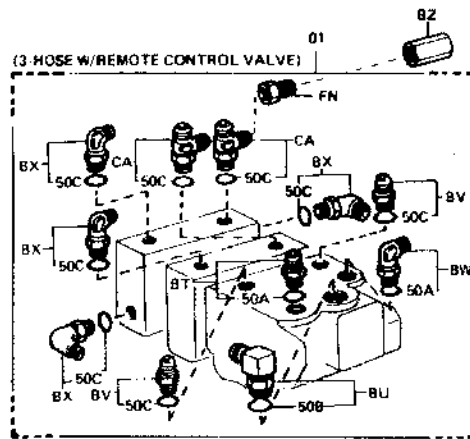 B2
01
(3-HOSE W/REMOTE CONTROL VALVE)
FN
BX
50C
CA
CA
50C
50C
BX
50C
BV
50C
BX
50C
BT
50A
BW
50A
BX
50C
BV
50C
BU
50B